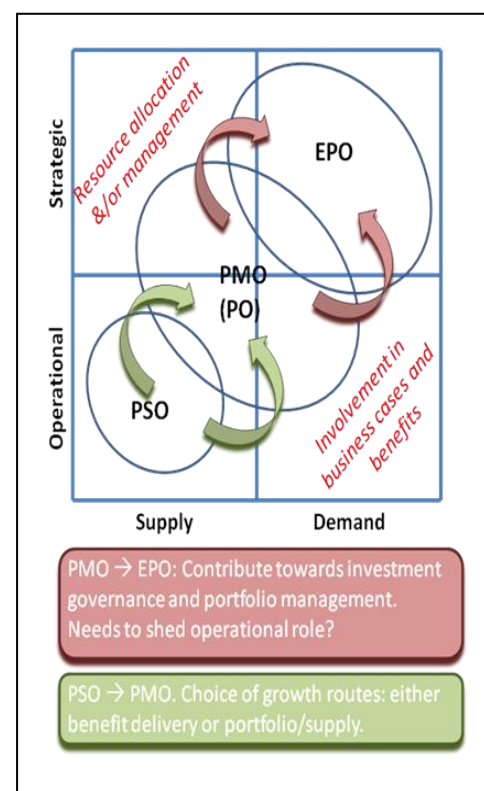 Strategic
Operational
Resource allocation
&/or management
EPO
PMO
(PO)
PSO
Involvement in
business cases and
benefits
Supply
Demand
PMO → EPO: Contribute towards investment
governance and portfolio management.
Needs to shed operational role?
PSO → PMO. Choice of growth routes: either
benefit delivery or portfolio/supply.